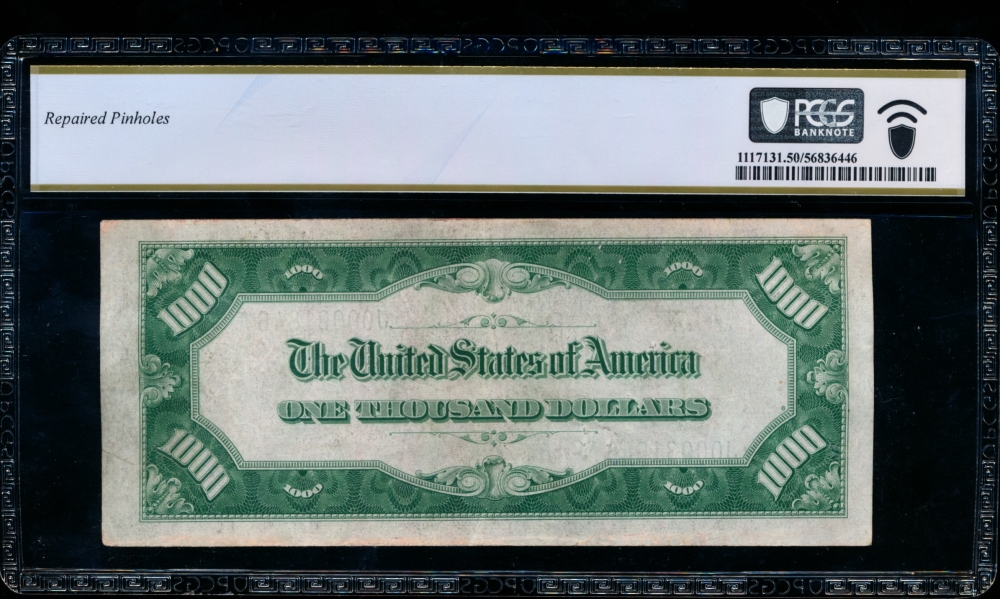 Repaired Pinholes
PCGS
BANKNOTE
1117131.50/56836446
1000 1000 1000 1000
The United States of America
ONE THOUSAND DOLLARS
1000 1000 1000 1000